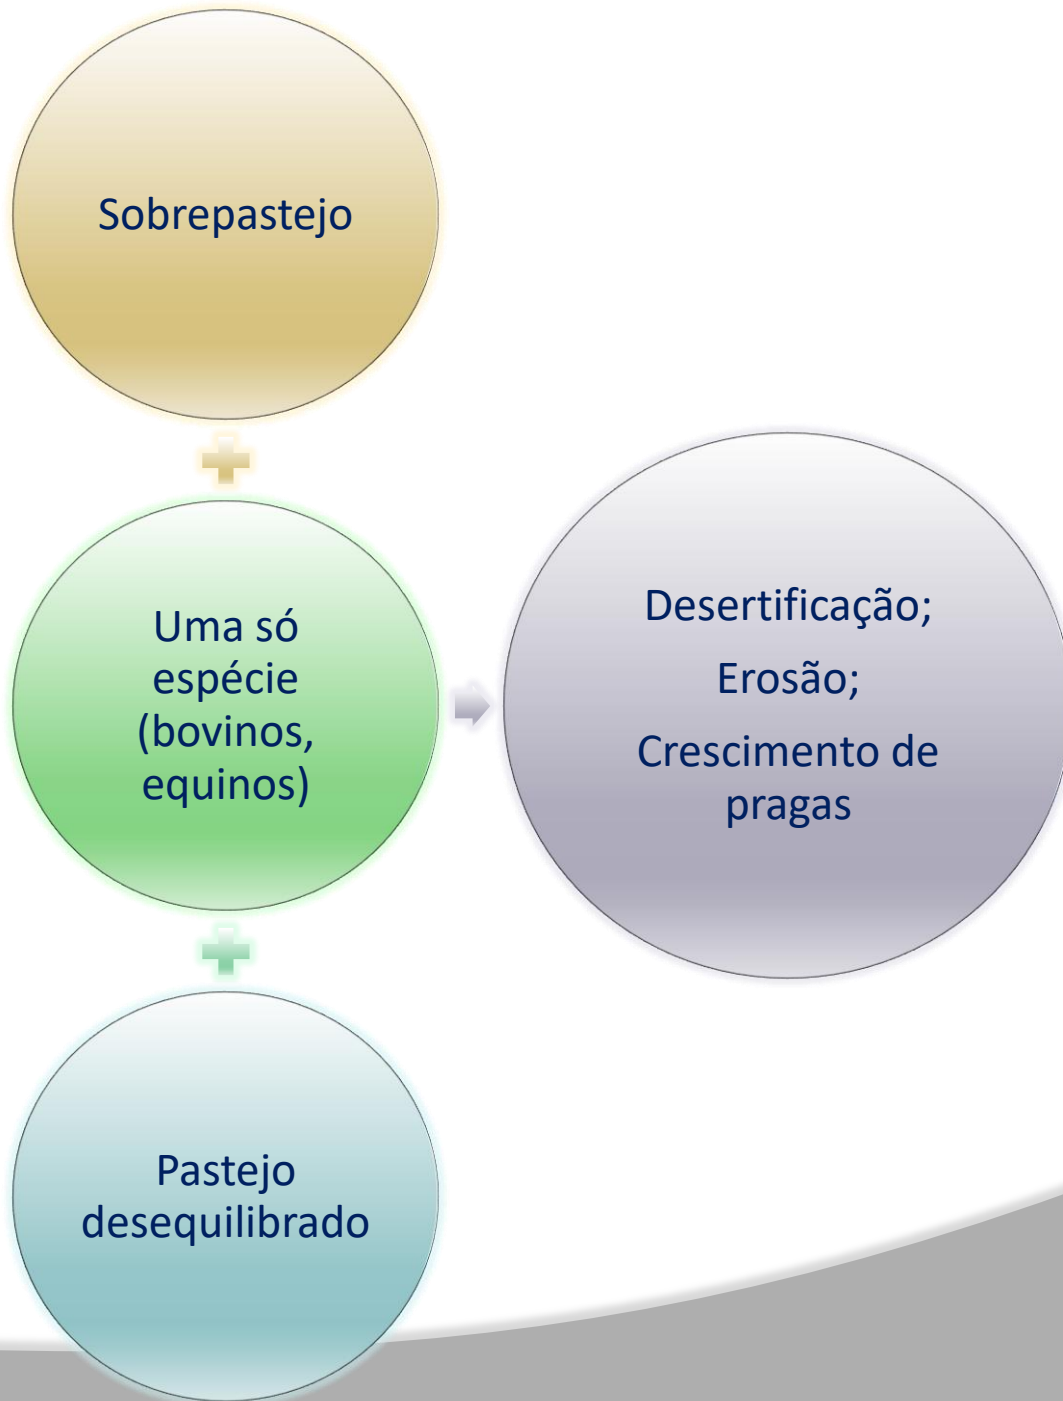 Sobrepastejo
Uma só
espécie
(bovinos,
equinos)
Pastejo
desequilibrado
Desertificação;
Erosão;
Crescimento de
pragas